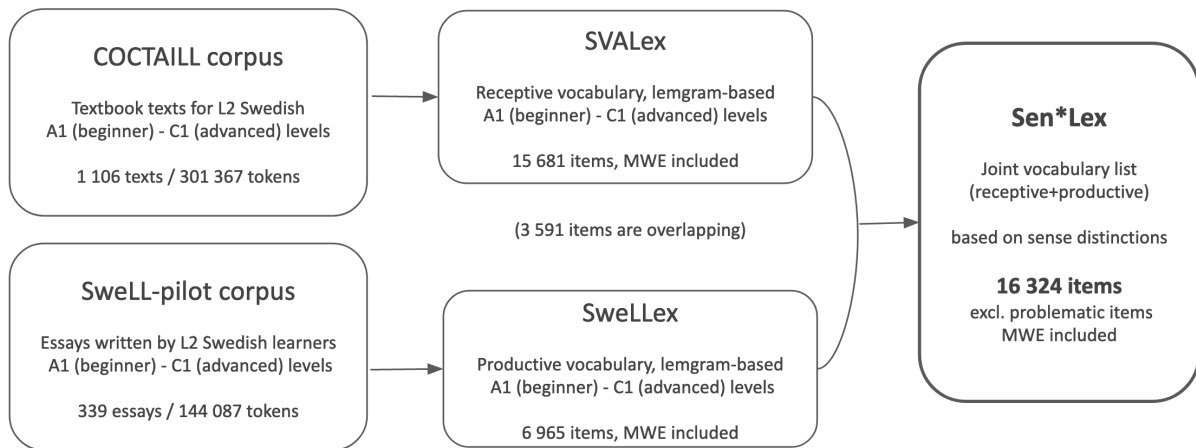 COCTAILL corpus
Textbook texts for L2 Swedish
A1 (beginner) - C1 (advanced) levels
1 106 texts / 301 367 tokens
SweLL-pilot corpus
Essays written by L2 Swedish learners
A1 (beginner) - C1 (advanced) levels
339 essays / 144 087 tokens
SVALex
Receptive vocabulary, lemgram-based
A1 (beginner) - C1 (advanced) levels
15 681 items, MWE included
(3 591 items are overlapping)
SweLLex
Productive vocabulary, lemgram-based
A1 (beginner) - C1 (advanced) levels
6 965 items, MWE included
Sen*Lex
Joint vocabulary list
(receptive+productive)
based on sense distinctions
16 324 items
excl. problematic items
MWE included